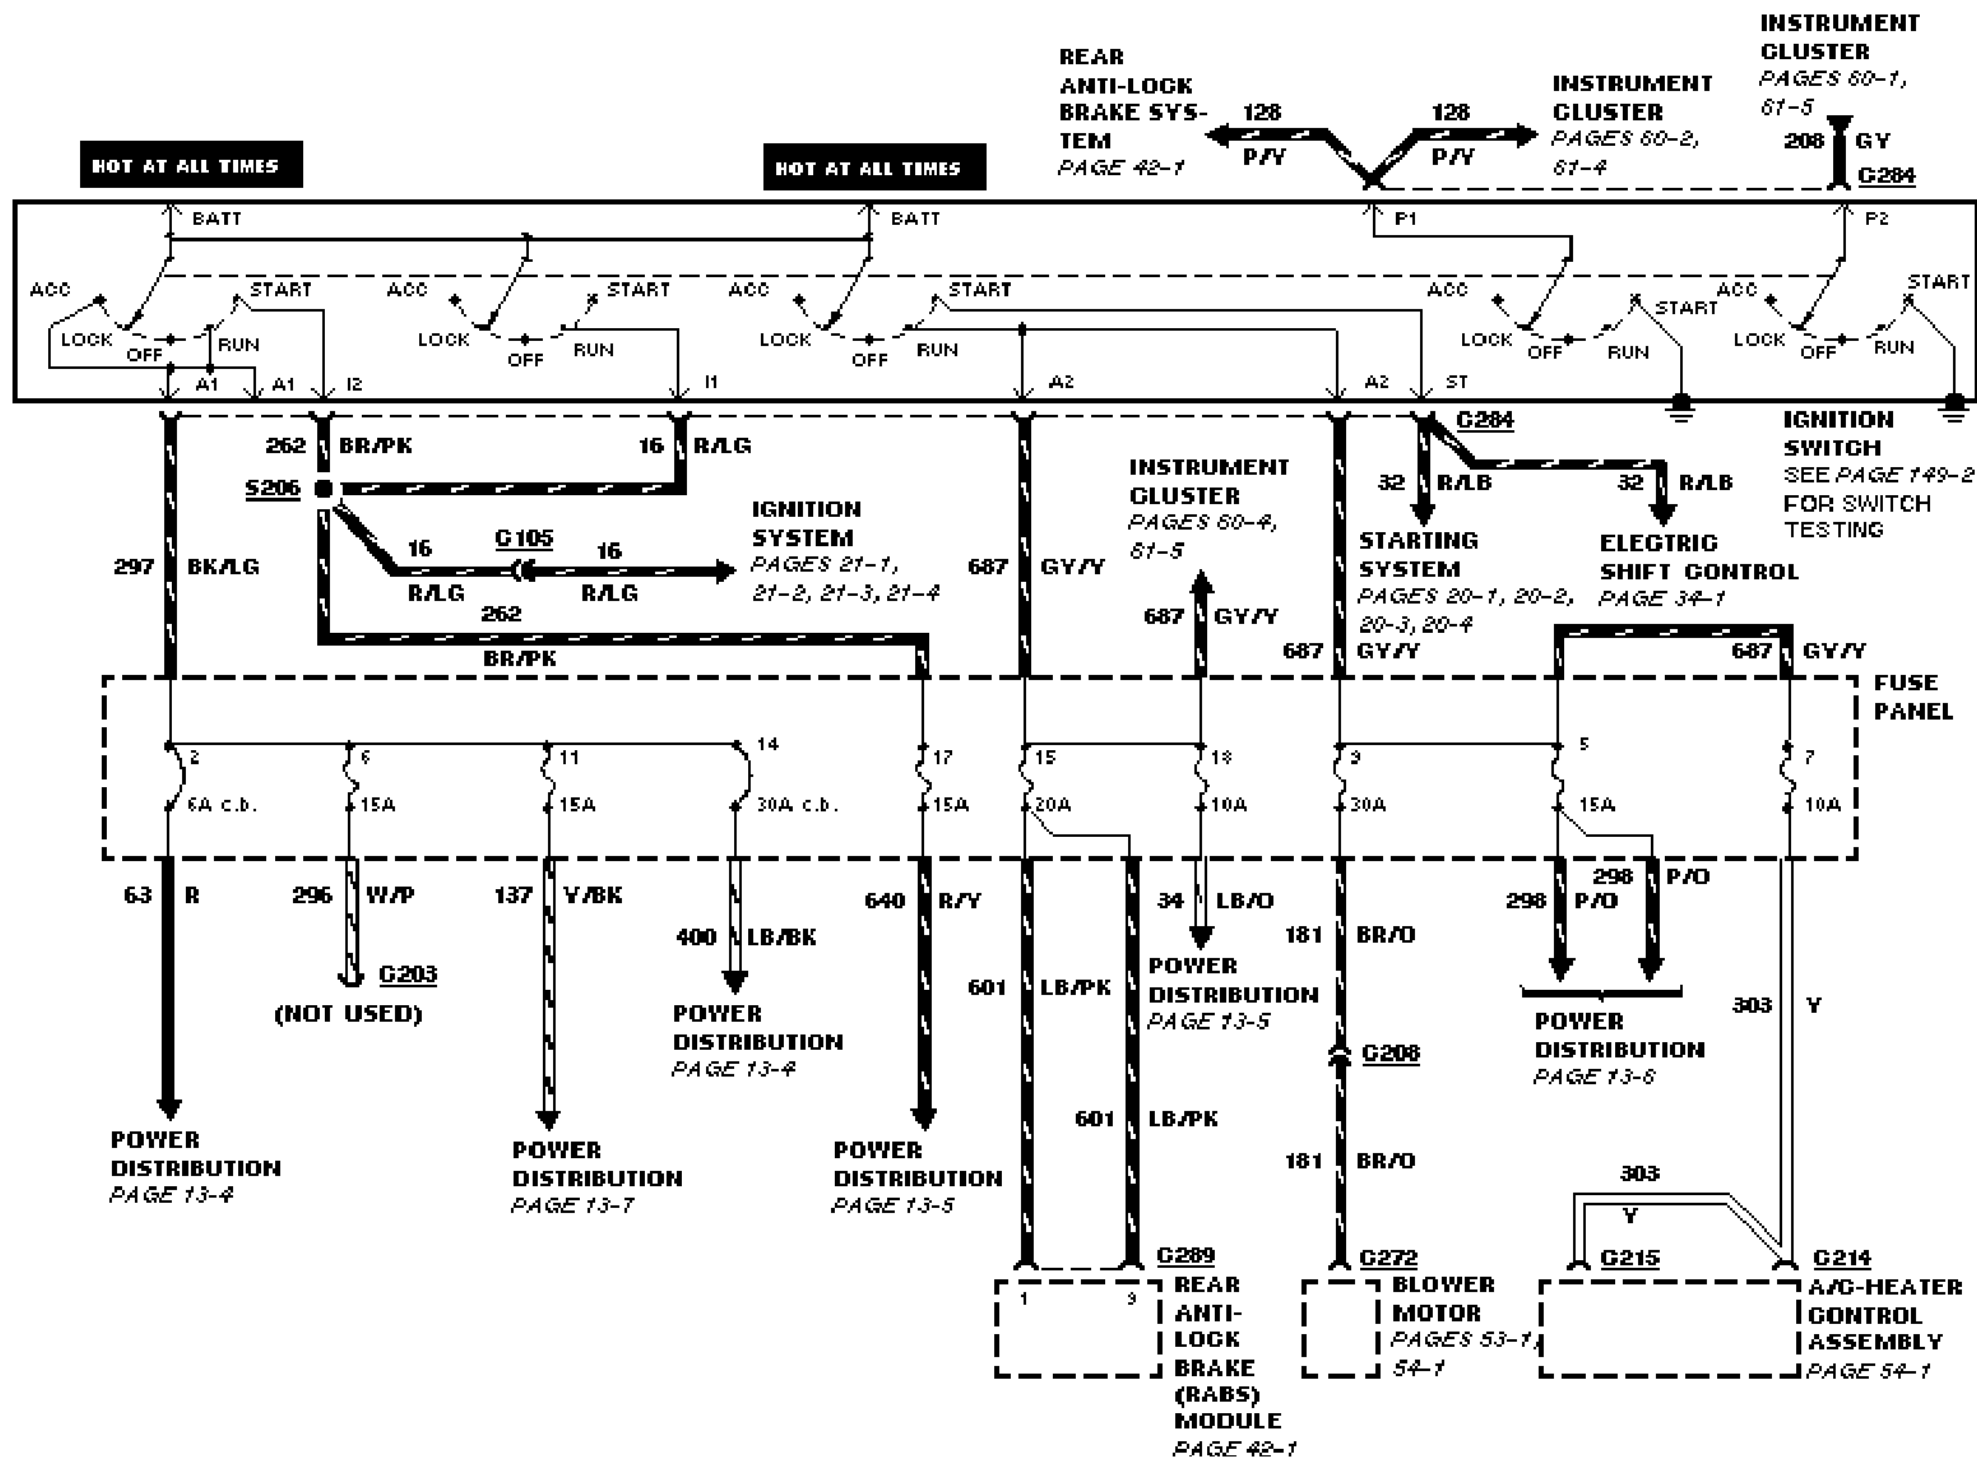 INSTRUMENT
CLUSTER
PAGES 60-1,
61-5
208 GY
C284
REAR
ANTI-LOCK
BRAKE SYS-
TEM
PAGE 42-1
128
P/Y
128
P/Y
INSTRUMENT
CLUSTER
PAGES 60-2,
61-4
HOT AT ALL TIMES
HOT AT ALL TIMES
BATT
BATT
P1
P2
ACC
LOCK
OFF
RUN
START
ACC
LOCK
OFF
RUN
START
ACC
LOCK
OFF
RUN
START
ACC
LOCK
OFF
RUN
START
ACC
LOCK
OFF
RUN
START
A1
A1
I2
I1
A2
A2
ST
C284
IGNITION
SWITCH
SEE PAGE 149-2
FOR SWITCH
TESTING
262 BR/PK
16 R/LG
S206
297 BK/LG
16
R/LG
C105
16
R/LG
IGNITION
SYSTEM
PAGES 21-1,
21-2, 21-3, 21-4
262
BR/PK
687 GY/Y
INSTRUMENT
CLUSTER
PAGES 60-4,
61-5
687 GY/Y
32 R/LB
32 R/LB
STARTING
SYSTEM
PAGES 20-1, 20-2,
20-3, 20-4
ELECTRIC
SHIFT CONTROL
PAGE 34-1
687 GY/Y
687 GY/Y
FUSE
PANEL
2
6A c.b.
6
15A
11
15A
14
30A c.b.
17
15A
15
20A
18
10A
9
30A
5
15A
7
10A
63 R
296 W/P
C203
(NOT USED)
137 Y/BK
400 LB/BK
POWER
DISTRIBUTION
PAGE 13-4
640 R/Y
601 LB/PK
601 LB/PK
34 LB/O
POWER
DISTRIBUTION
PAGE 13-5
181 BR/O
C208
181 BR/O
298 P/O
298 P/O
POWER
DISTRIBUTION
PAGE 13-6
303 Y
303
Y
POWER
DISTRIBUTION
PAGE 13-4
POWER
DISTRIBUTION
PAGE 13-7
POWER
DISTRIBUTION
PAGE 13-5
C289
1 9
REAR
ANTI-
LOCK
BRAKE
(RABS)
MODULE
PAGE 42-1
C272
BLOWER
MOTOR
PAGES 53-1,
54-1
C215
C214
A/C-HEATER
CONTROL
ASSEMBLY
PAGE 54-1